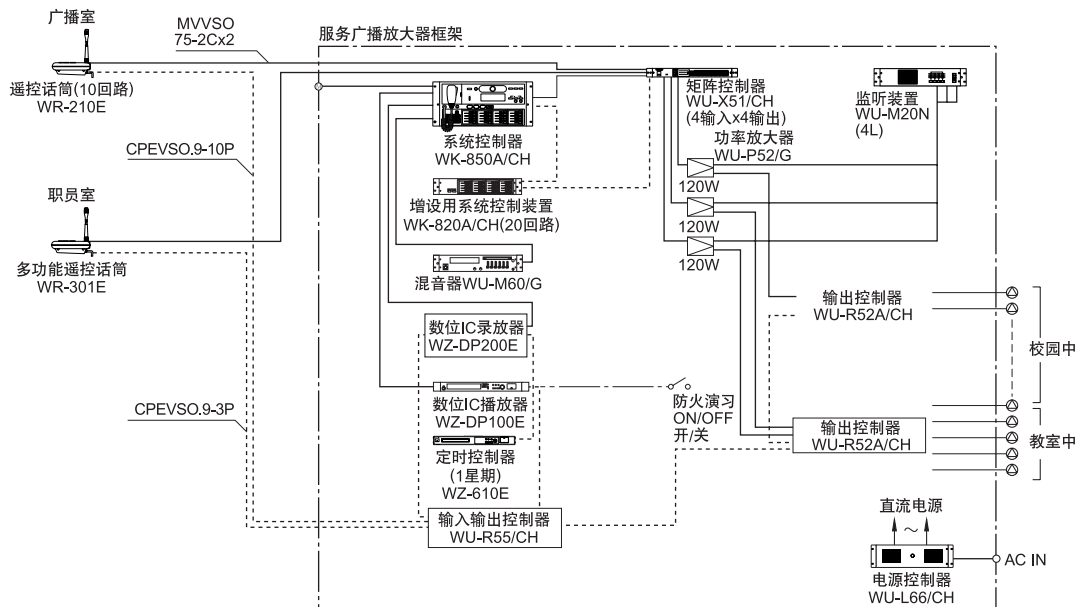 广播室
遥控话筒(10回路)
WR-210E
MVVSO
75-2Cx2
服务广播放大器框架
CPEVSO.9-10P
职员室
多功能遥控话筒
WR-301E
CPEVSO.9-3P
系统控制器
WK-850A/CH
增设用系统控制装置
WK-820A/CH(20回路)
混音器WU-M60/G
数位IC录放器
WZ-DP200E
数位IC播放器
WZ-DP100E
定时控制器
(1星期)
WZ-610E
输入输出控制器
WU-R55/CH
矩阵控制器
WU-X51/CH
(4输入x4输出)
功率放大器
WU-P52/G
120W
120W
120W
监听装置
WU-M20N
(4L)
防火演习
ON/OFF
开/关
输出控制器
WU-R52A/CH
输出控制器
WU-R52A/CH
校园中
教室中
直流电源
～
AC IN
电源控制器
WU-L66/CH